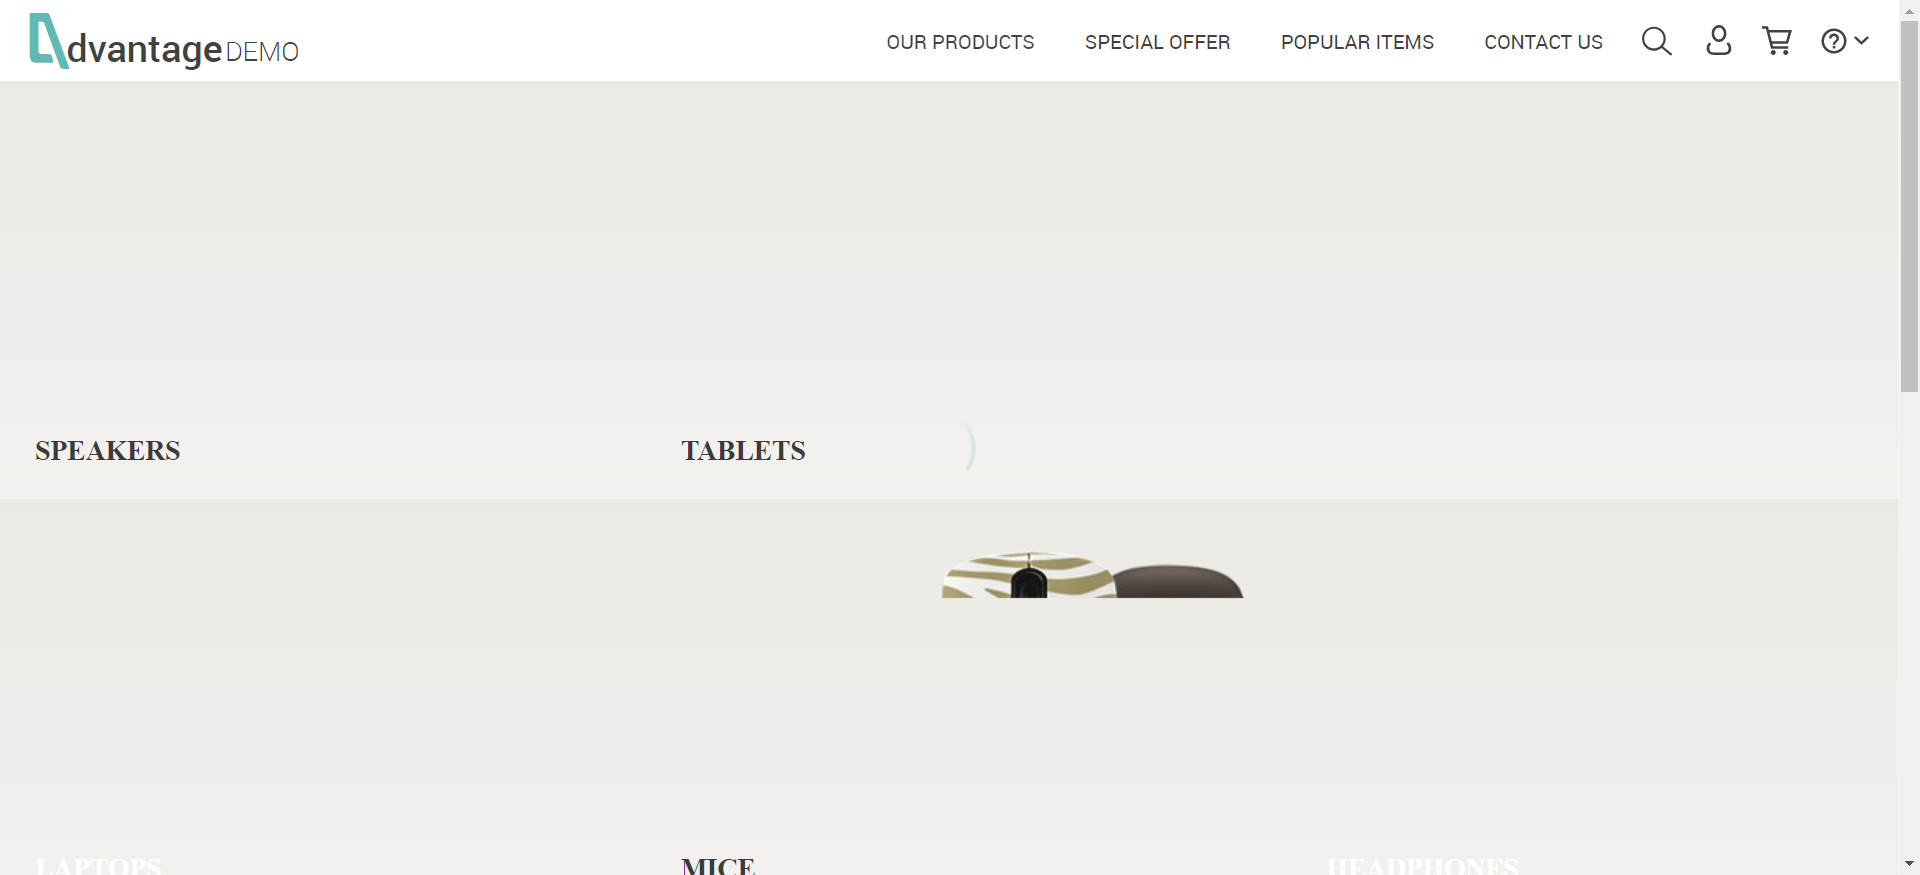 dvantage DEMO
OUR PRODUCTS
SPECIAL OFFER
POPULAR ITEMS
CONTACT US
SPEAKERS
TABLETS
LAPTOPS
MICE
HEADPHONES